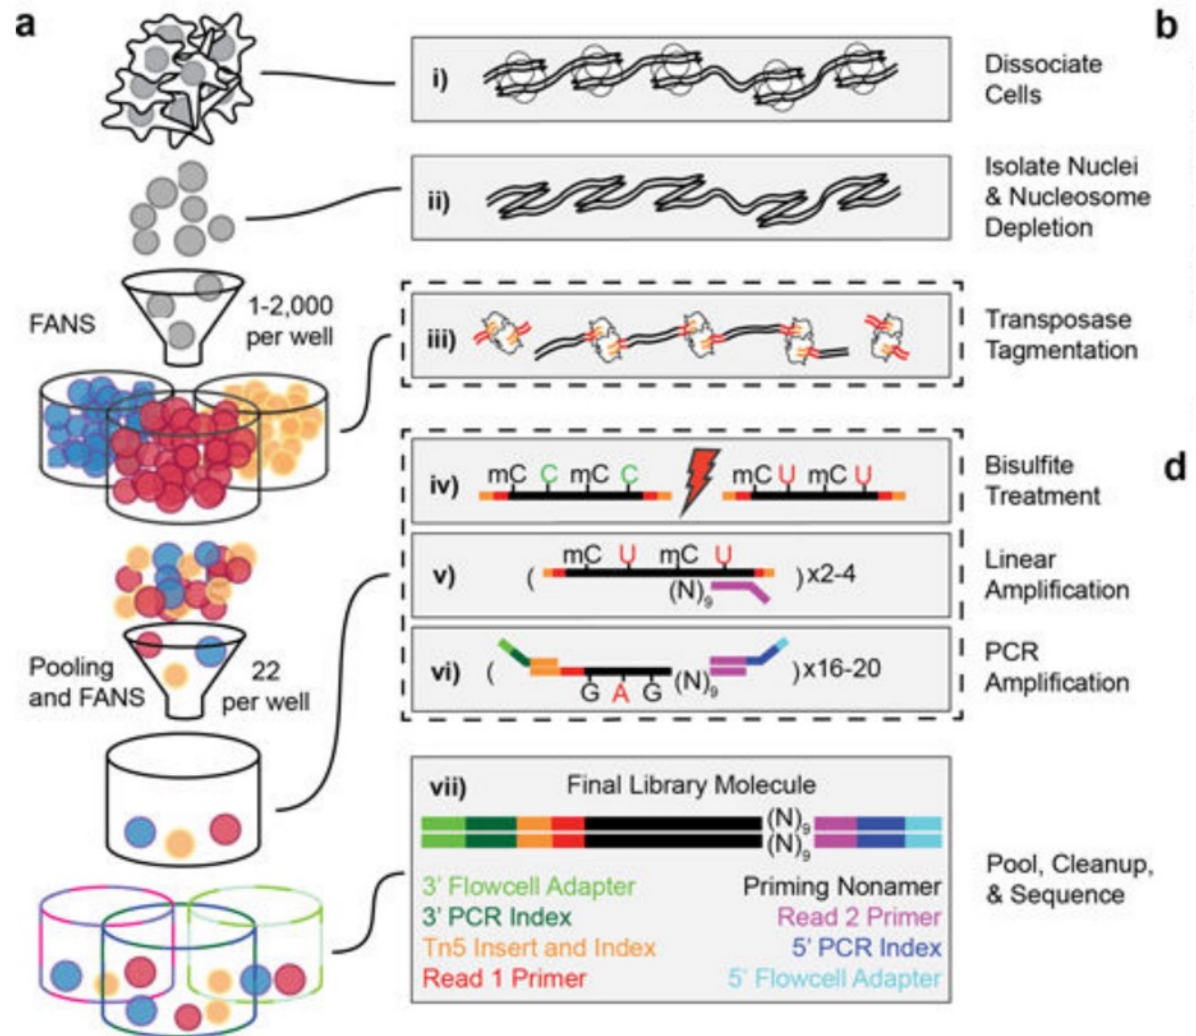 a
b
i)
Dissociate
Cells
ii)
Isolate Nuclei
& Nucleosome
Depletion
FANS
1-2,000
per well
iii)
Transposase
Tagmentation
iv)
mC C mC C
mC U mC U
Bisulfite
Treatment
d
v)
mC U mC U
( (N)9 )x2-4
Linear
Amplification
Pooling
and FANS
22
per well
vi)
( G A G (N)9 )x16-20
PCR
Amplification
vii) Final Library Molecule
(N)9
(N)9
3' Flowcell Adapter
3' PCR Index
Tn5 Insert and Index
Read 1 Primer
Priming Nonamer
Read 2 Primer
5' PCR Index
5' Flowcell Adapter
Pool, Cleanup,
& Sequence